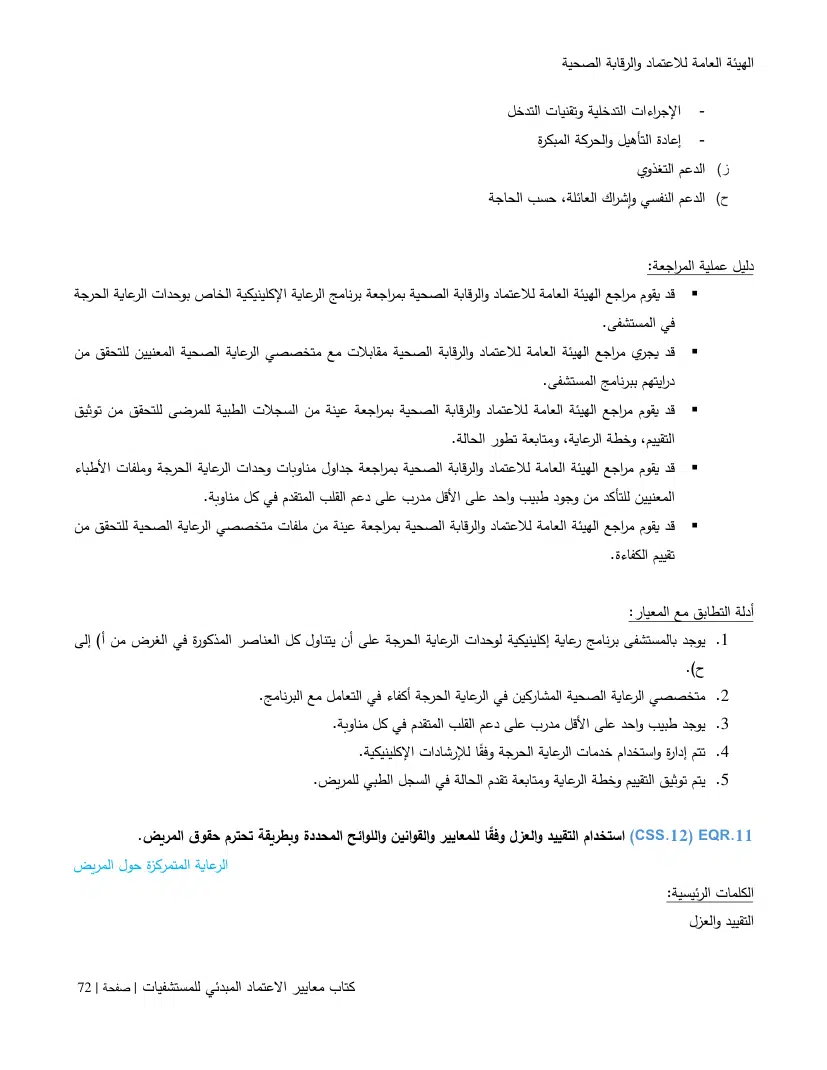 الهيئة العامة للاعتماد والرقابة الصحية
- الإجراءات التدخلية وتقنيات التدخل
- إعادة التأهيل والحركة المبكرة
ز) الدعم التغذوي
ح) الدعم النفسي وإشراك العائلة، حسب الحاجة
دليل عملية المراجعة:
▪ قد يقوم مراجع الهيئة العامة للاعتماد والرقابة الصحية بمراجعة برنامج الرعاية الإكلينيكية الخاص بوحدات الرعاية الحرجة
في المستشفى.
▪ قد يجري مراجع الهيئة العامة للاعتماد والرقابة الصحية مقابلات مع متخصصي الرعاية الصحية المعنيين للتحقق من
درايتهم ببرنامج المستشفى.
▪ قد يقوم مراجع الهيئة العامة للاعتماد والرقابة الصحية بمراجعة عينة من السجلات الطبية للمرضى للتحقق من توثيق
التقييم، وخطة الرعاية، ومتابعة تطور الحالة.
▪ قد يقوم مراجع الهيئة العامة للاعتماد والرقابة الصحية بمراجعة جداول مناوبات وحدات الرعاية الحرجة وملفات الأطباء
المعنيين للتأكد من وجود طبيب واحد على الأقل مدرب على دعم القلب المتقدم في كل مناوبة.
▪ قد يقوم مراجع الهيئة العامة للاعتماد والرقابة الصحية بمراجعة عينة من ملفات متخصصي الرعاية الصحية للتحقق من
تقييم الكفاءة.
أدلة التطابق مع المعيار:
1. يوجد بالمستشفى برنامج رعاية إكلينيكية لوحدات الرعاية الحرجة على أن يتناول كل العناصر المذكورة في الغرض من أ) إلى
ح).
2. متخصصي الرعاية الصحية المشاركين في الرعاية الحرجة أكفاء في التعامل مع البرنامج.
3. يوجد طبيب واحد على الأقل مدرب على دعم القلب المتقدم في كل مناوبة.
4. تتم إدارة واستخدام خدمات الرعاية الحرجة وفقًا للإرشادات الإكلينيكية.
5. يتم توثيق التقييم وخطة الرعاية ومتابعة تقدم الحالة في السجل الطبي للمريض.
EQR.11 (CSS.12) استخدام التقييد والعزل وفقًا للمعايير والقوانين واللوائح المحددة وبطريقة تحترم حقوق المريض.
الرعاية المتمركزة حول المريض
الكلمات الرئيسية:
التقييد والعزل
كتاب معايير الاعتماد المبدئي للمستشفيات | صفحة | 72